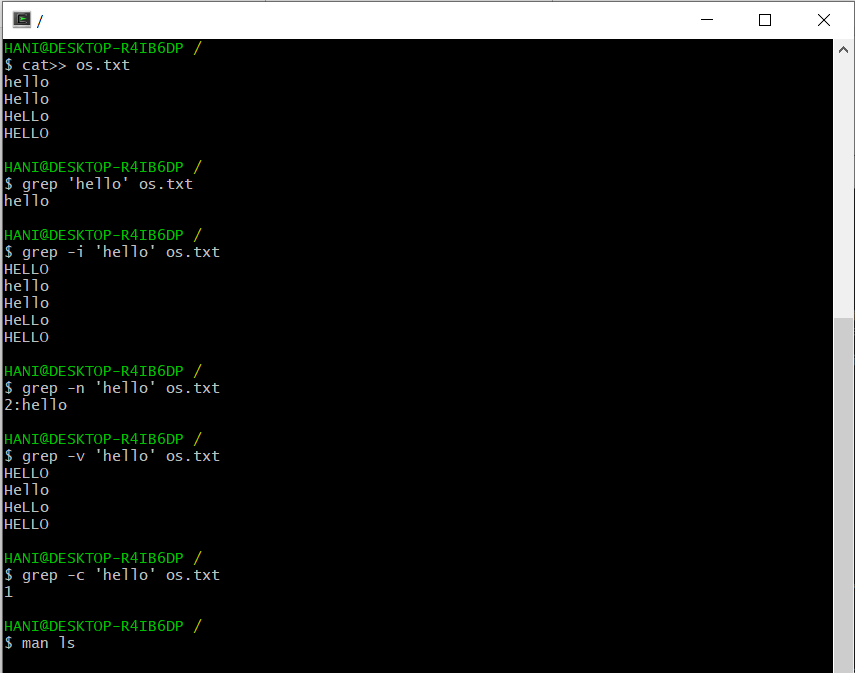 /
HANI@DESKTOP-R4IB6DP /
$ cat>> os.txt
hello
Hello
HeLLo
HELLO
HANI@DESKTOP-R4IB6DP /
$ grep 'hello' os.txt
hello
HANI@DESKTOP-R4IB6DP /
$ grep -i 'hello' os.txt
HELLO
hello
Hello
HeLLo
HELLO
HANI@DESKTOP-R4IB6DP /
$ grep -n 'hello' os.txt
2:hello
HANI@DESKTOP-R4IB6DP /
$ grep -v 'hello' os.txt
HELLO
Hello
HeLLo
HELLO
HANI@DESKTOP-R4IB6DP /
$ grep -c 'hello' os.txt
1
HANI@DESKTOP-R4IB6DP /
$ man ls